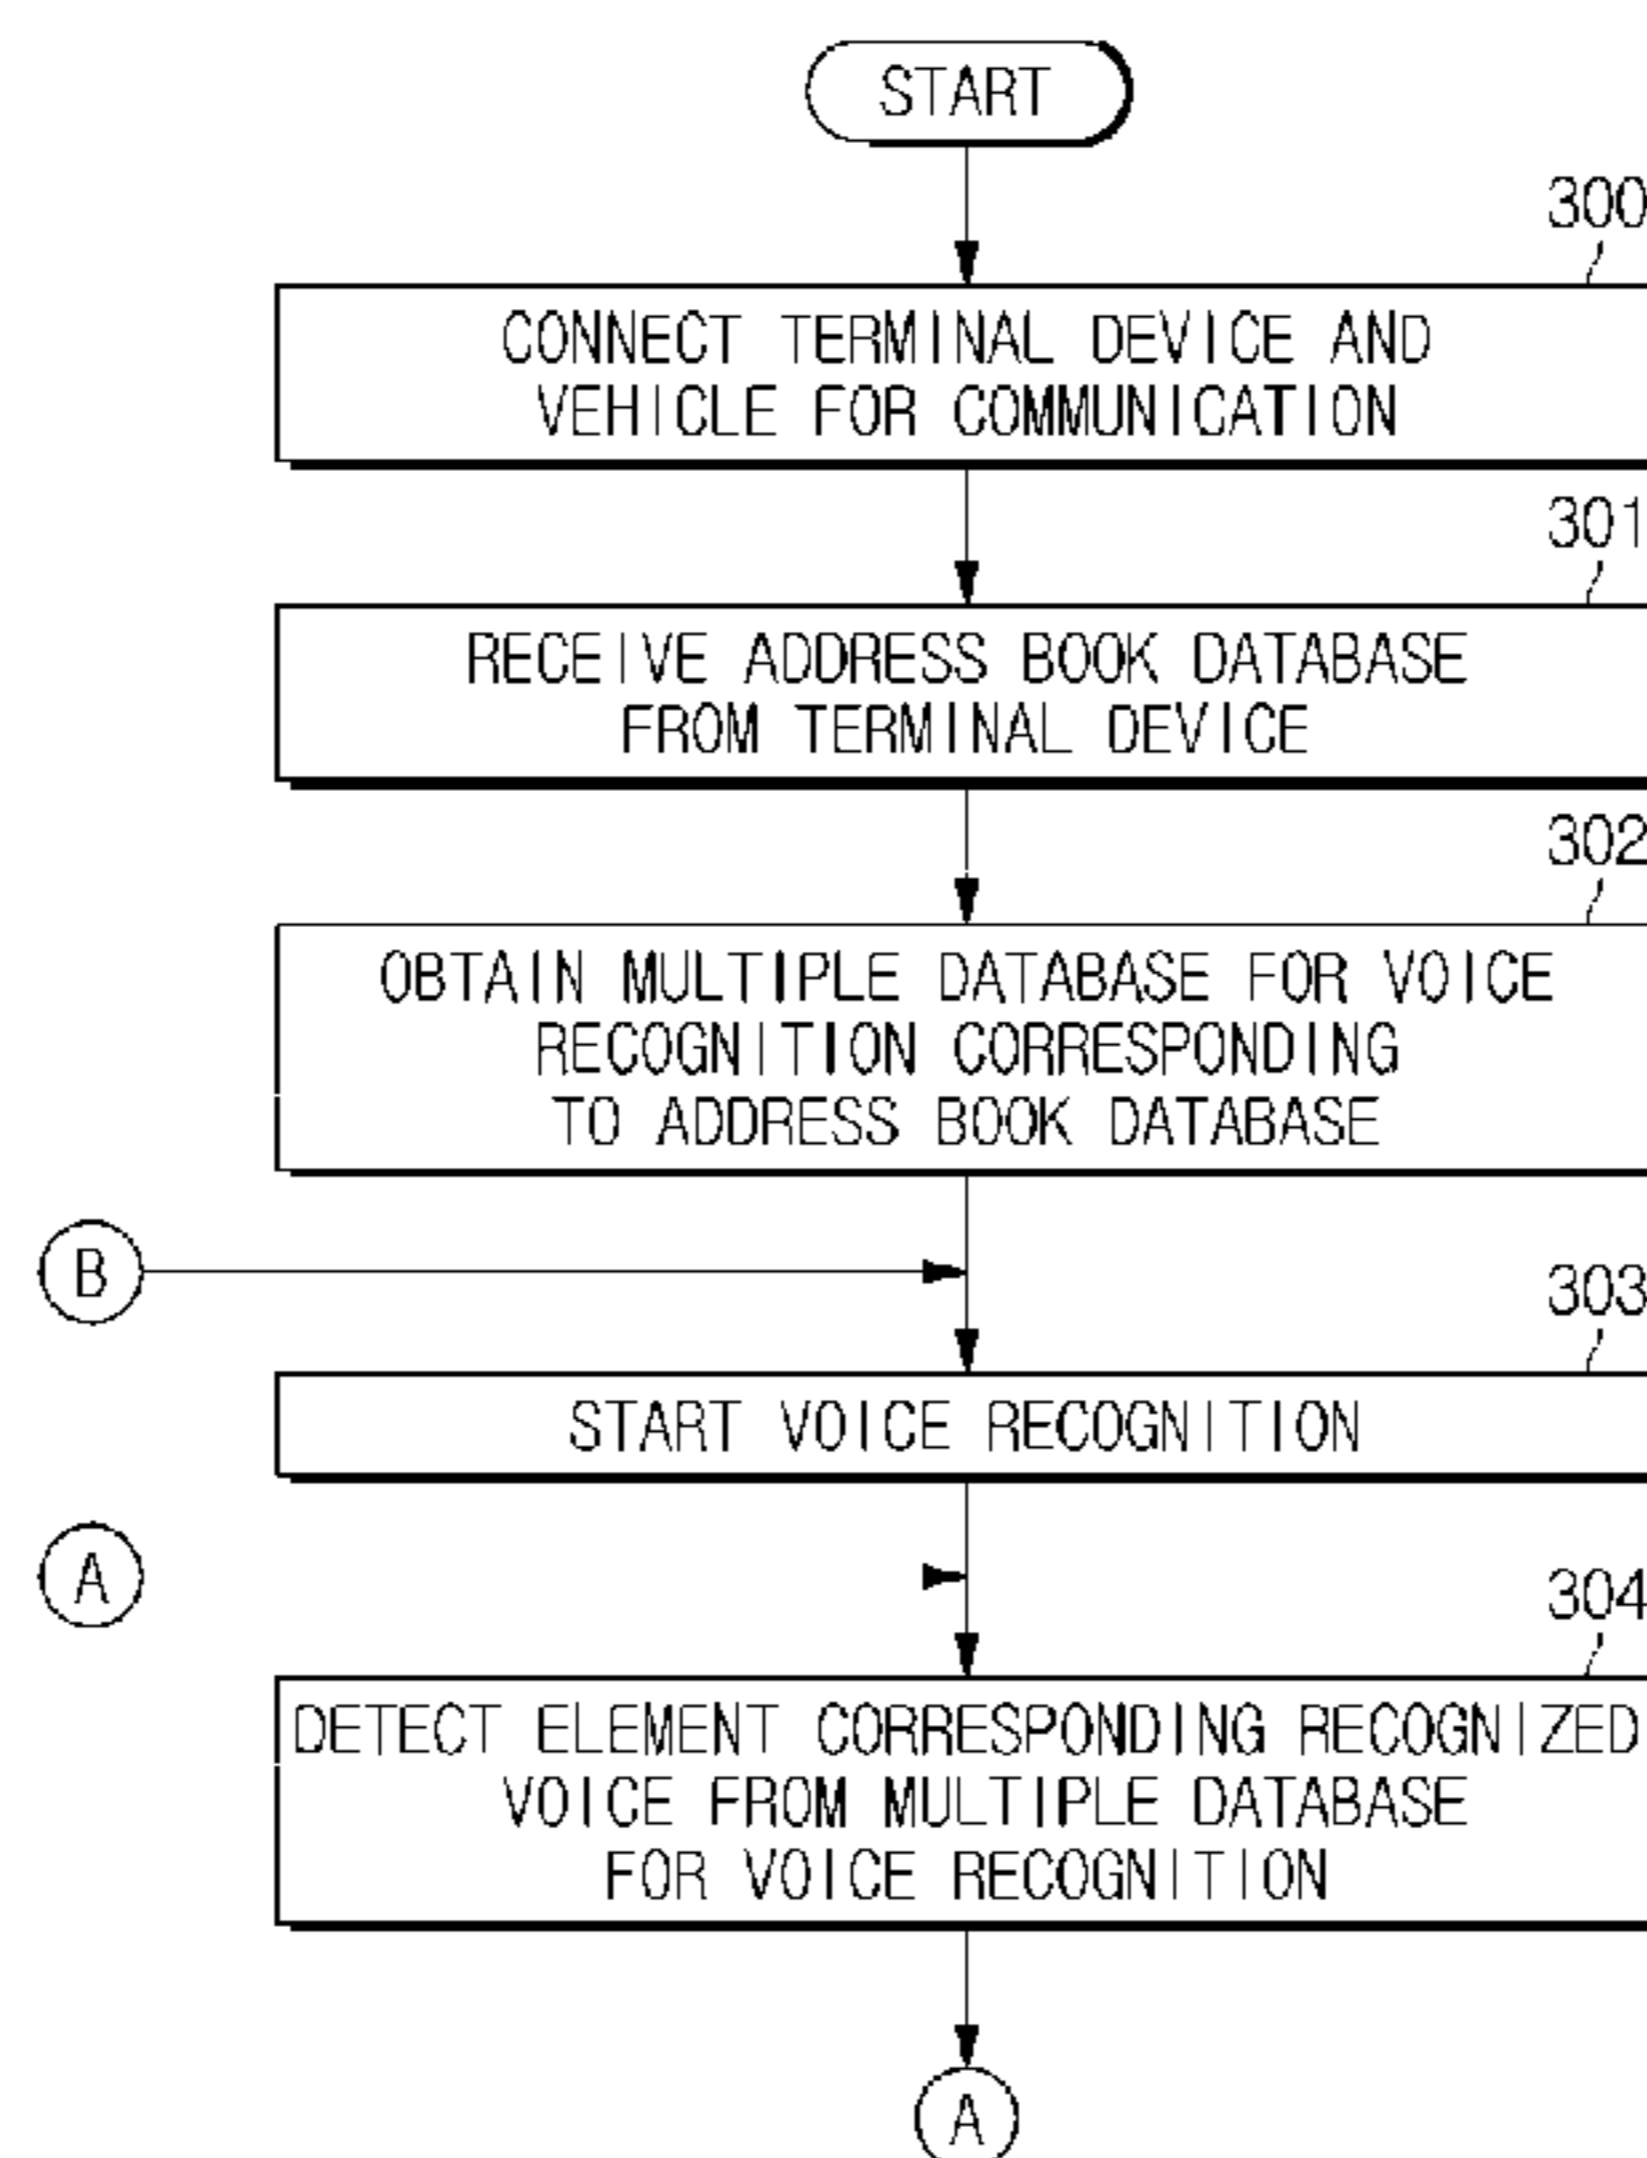 START
300
CONNECT TERMINAL DEVICE AND
VEHICLE FOR COMMUNICATION
301
RECEIVE ADDRESS BOOK DATABASE
FROM TERMINAL DEVICE
302
OBTAIN MULTIPLE DATABASE FOR VOICE
RECOGNITION CORRESPONDING
TO ADDRESS BOOK DATABASE
B
303
START VOICE RECOGNITION
A
304
DETECT ELEMENT CORRESPONDING RECOGNIZED
VOICE FROM MULTIPLE DATABASE
FOR VOICE RECOGNITION
A